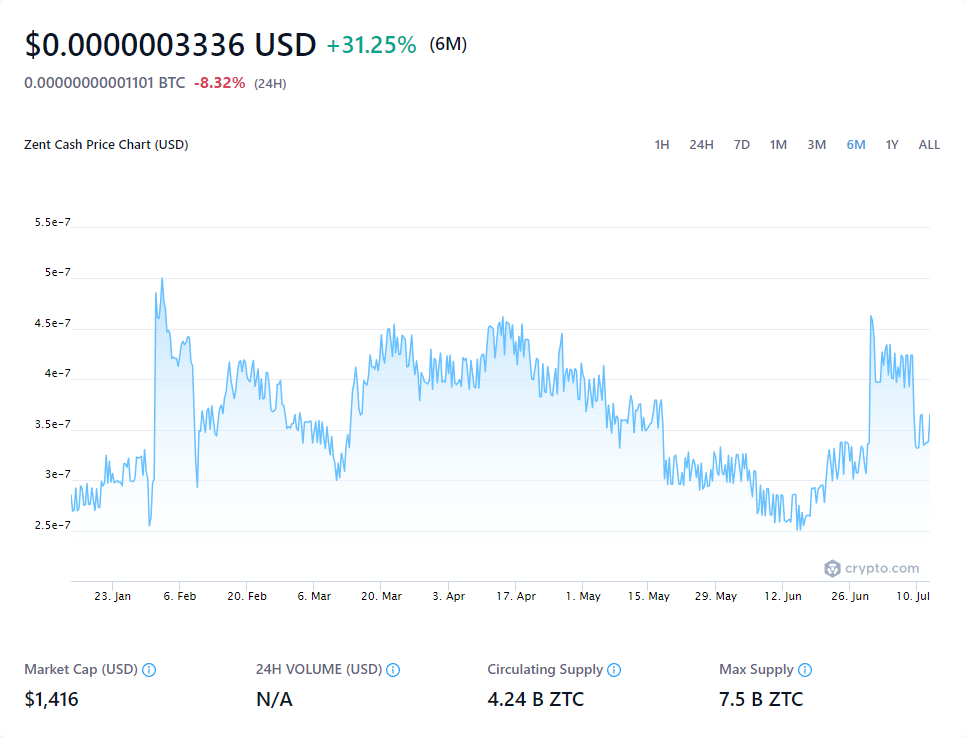 $0.0000003336 USD +31.25% (6M)
0.00000000001101 BTC -8.32% (24H)
Zent Cash Price Chart (USD) 1H 24H 7D 1M 3M 6M 1Y ALL
5.5e-7
5e-7
4.5e-7
4e-7
3.5e-7
3e-7
2.5e-7
crypto.com
23. Jan 6. Feb 20. Feb 6. Mar 20. Mar 3. Apr 17. Apr 1. May 15. May 29. May 12. Jun 26. Jun 10. Jul
Market Cap (USD) 24H VOLUME (USD) Circulating Supply Max Supply
$1,416 N/A 4.24 B ZTC 7.5 B ZTC